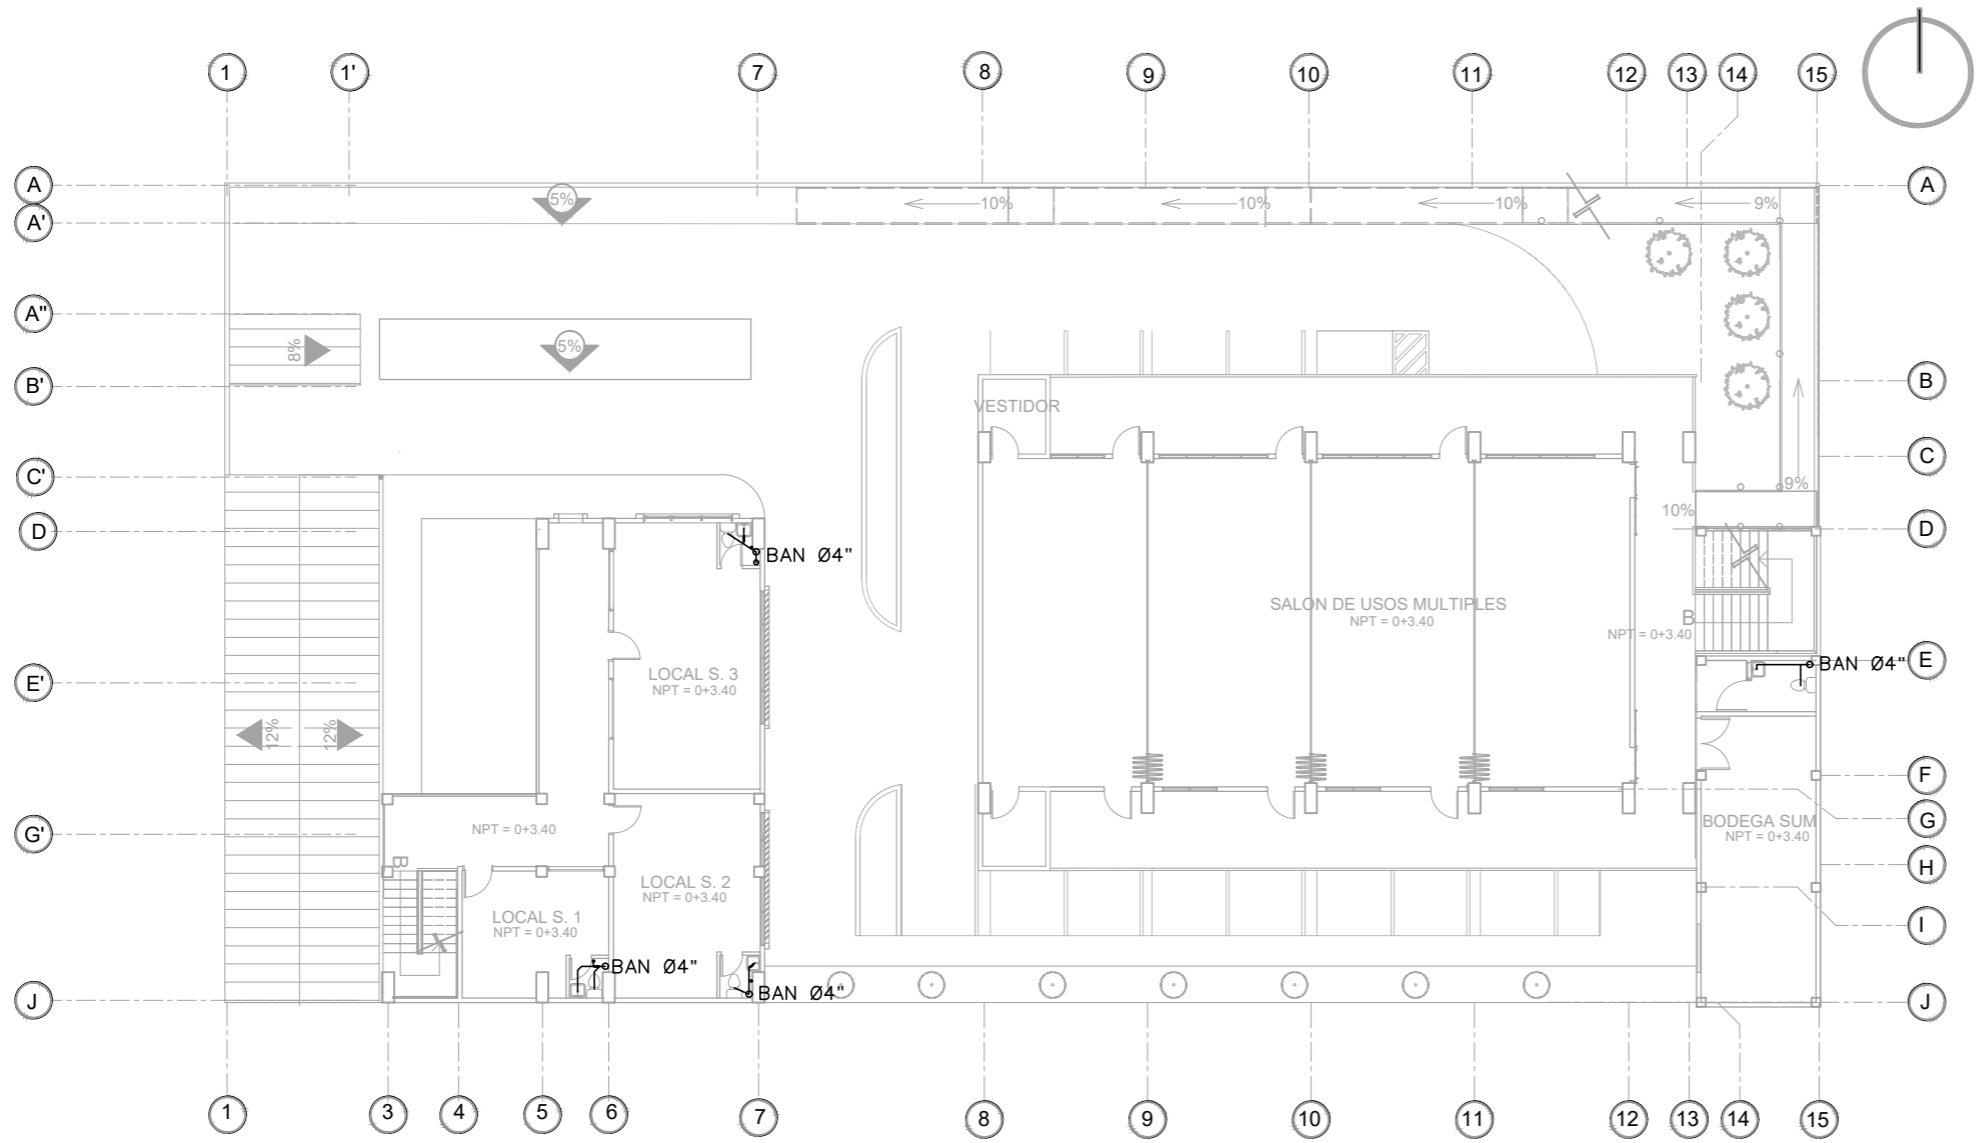 1 1' 7 8 9 10 11 12 13 14 15
A A
5% 10% 10% 10% 9%
A'
A"
8% 5%
B' B
VESTIDOR
C' C
9%
10%
D D
BAN Ø4"
SALON DE USOS MULTIPLES
NPT = 0+3.40
B
NPT = 0+3.40
BAN Ø4" E
LOCAL S. 3
NPT = 0+3.40
E'
12% 12%
F
BODEGA SUM
NPT = 0+3.40
G
NPT = 0+3.40
G'
B
H
LOCAL S. 2
NPT = 0+3.40
LOCAL S. 1
NPT = 0+3.40
I
BAN Ø4"
BAN Ø4"
J J
1 3 4 5 6 7 8 9 10 11 12 13 14 15